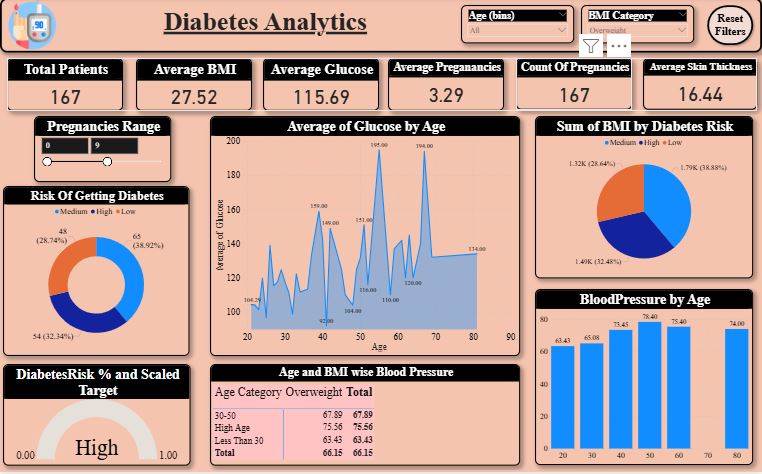 Diabetes Analytics
.90
Age (bins)
All
BMI Category
Overweight
Reset
Filters
Total Patients
167
Average BMI
27.52
Average Glucose
115.69
Average Preganancies
3.29
Count Of Pregnancies
167
Average Skin Thickness
16.44
Pregnancies Range
0 9
Risk Of Getting Diabetes
Medium High Low
48
(28.74%)
65
(38.92%)
54 (32.34%)
Average of Glucose by Age
Average of Glucose
200
180
160
140
120
100
104.29
159.00
92.00
149.00
104.00
151.00
116.00
195.00
110.00
120.00
194.00
134.00
20 30 40 50 60 70 80 90
Age
Sum of BMI by Diabetes Risk
Medium High Low
1.32K (28.64%)
1.79K (38.88%)
1.49K (32.48%)
BloodPressure by Age
80
60
40
20
0
63.43 65.08 73.45 78.40 75.40 74.00
20 30 40 50 60 70 80
DiabetesRisk % and Scaled
Target
High
0.00 1.00
Age and BMI wise Blood Pressure
Age Category Overweight Total
30-50 67.89 67.89
High Age 75.56 75.56
Less Than 30 63.43 63.43
Total 66.15 66.15